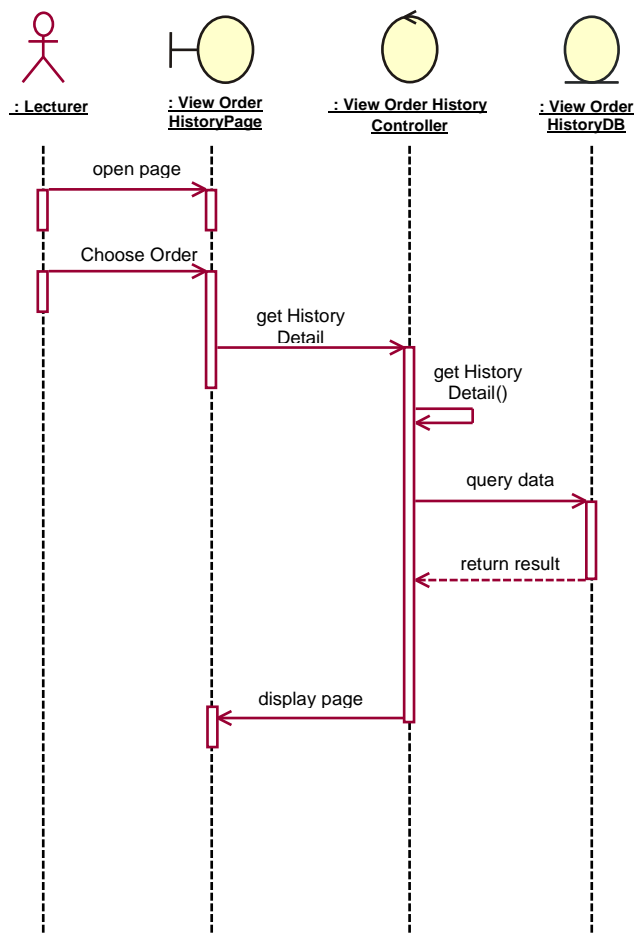 : Lecturer
: View Order
HistoryPage
: View Order History
Controller
: View Order
HistoryDB
open page
Choose Order
get History
Detail
get History
Detail()
query data
return result
display page